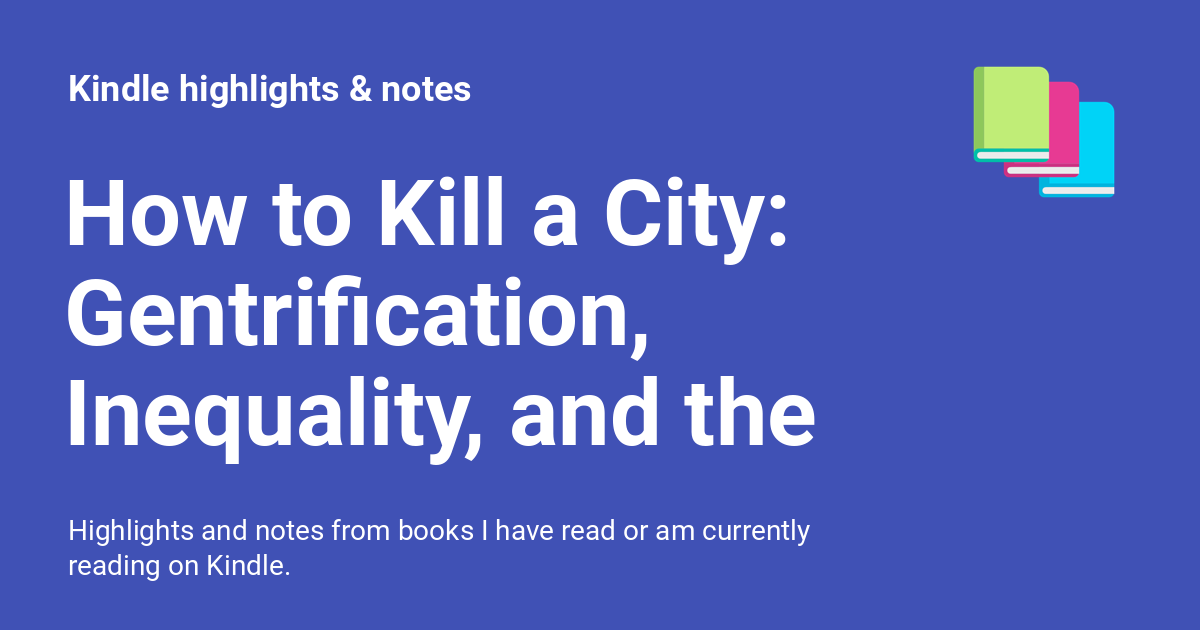 Kindle highlights & notes
How to Kill a City:
Gentrification,
Inequality, and the
Highlights and notes from books I have read or am currently
reading on Kindle.